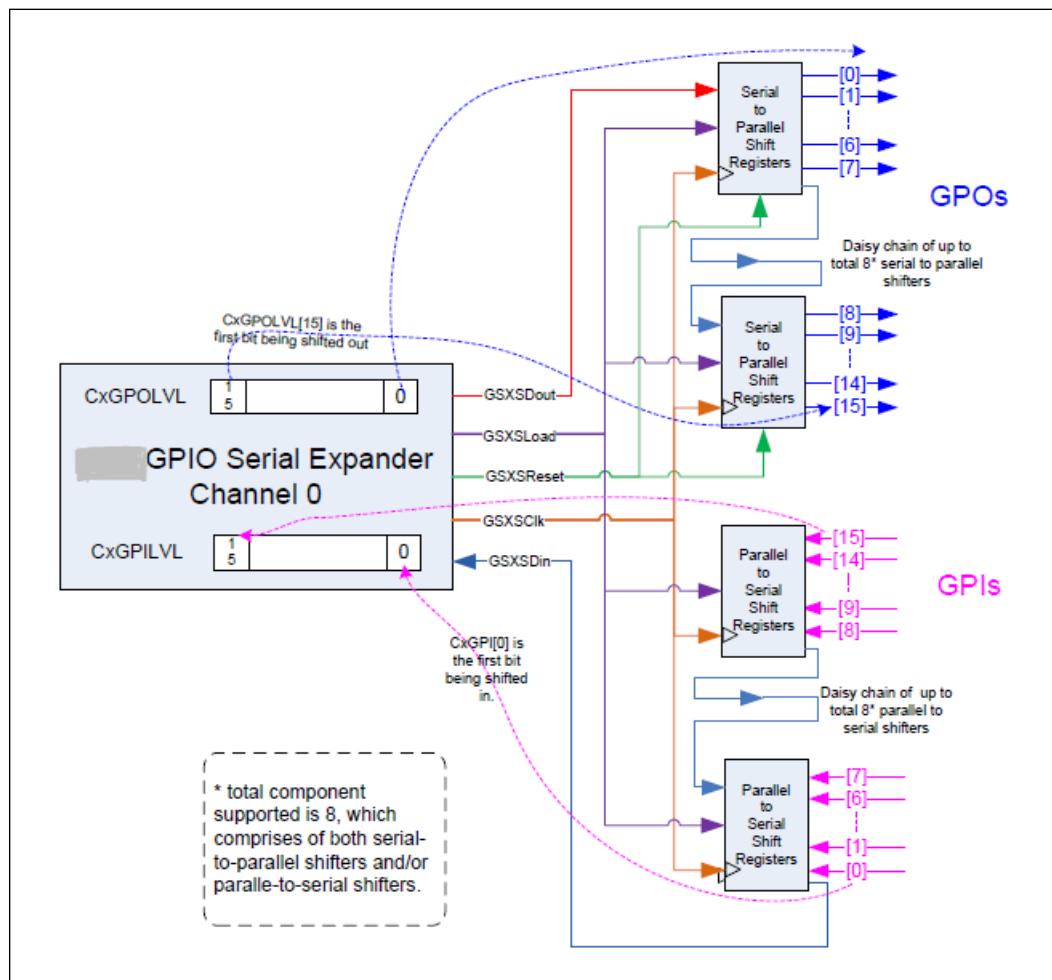 Serial
to
Parallel
Shift
Registers
[0]
[1]
[6]
[7]
GPOs
Daisy chain of up to
total 8* serial to parallel
shifters
CxGPOLVL[15] is the
first bit being shifted out
Serial
to
Parallel
Shift
Registers
[8]
[9]
[14]
[15]
CxGPOLVL
1
5
0
GSXSDout
GSXSLoad
GPIO Serial Expander
Channel 0
GSXSReset
GSXSClk
CxGPILVL
1
5
0
GSXSDin
Parallel
to
Serial
Shift
Registers
[15]
[14]
[9]
[8]
GPIs
CxGPI[0] is
the first bit
being shifted
in.
Daisy chain of  up to
total 8* parallel to
serial shifters
Parallel
to
Serial
Shift
Registers
[7]
[6]
[1]
[0]
* total component
supported is 8, which
comprises of both serial-
to-parallel shifters and/or
paralle-to-serial shifters.